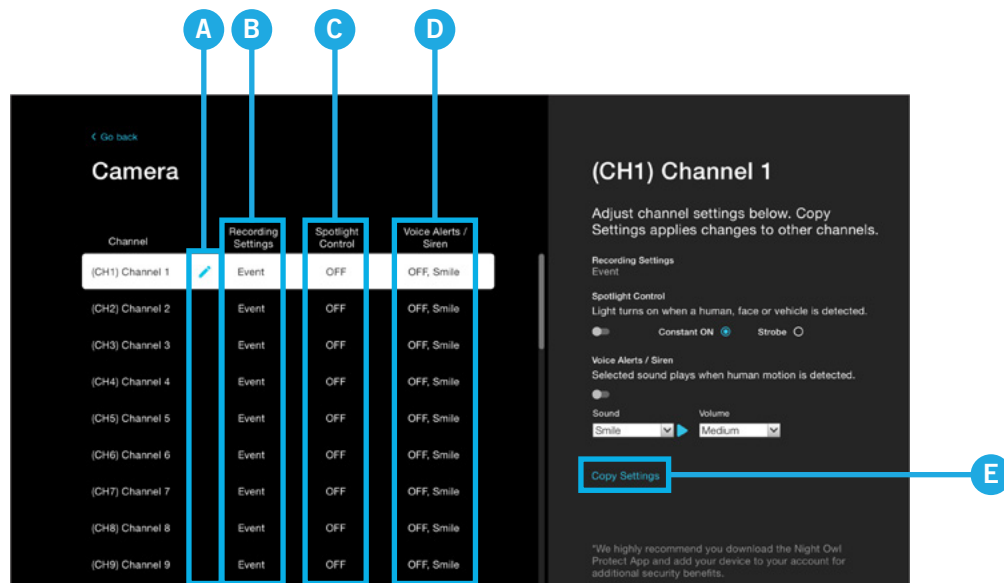 A B C D
< Go back
Camera
Channel
Recording Settings
Spotlight Control
Voice Alerts / Siren
(CH1) Channel 1 Event OFF OFF, Smile
(CH2) Channel 2 Event OFF OFF, Smile
(CH3) Channel 3 Event OFF OFF, Smile
(CH4) Channel 4 Event OFF OFF, Smile
(CH5) Channel 5 Event OFF OFF, Smile
(CH6) Channel 6 Event OFF OFF, Smile
(CH7) Channel 7 Event OFF OFF, Smile
(CH8) Channel 8 Event OFF OFF, Smile
(CH9) Channel 9 Event OFF OFF, Smile
(CH1) Channel 1
Adjust channel settings below. Copy
Settings applies changes to other channels.
Recording Settings
Event
Spotlight Control
Light turns on when a human, face or vehicle is detected.
Constant ON Strobe
Voice Alerts / Siren
Selected sound plays when human motion is detected.
Sound Volume
Smile Medium
Copy Settings
E
*We highly recommend you download the Night Owl
Protect App and add your device to your account for
additional security benefits.